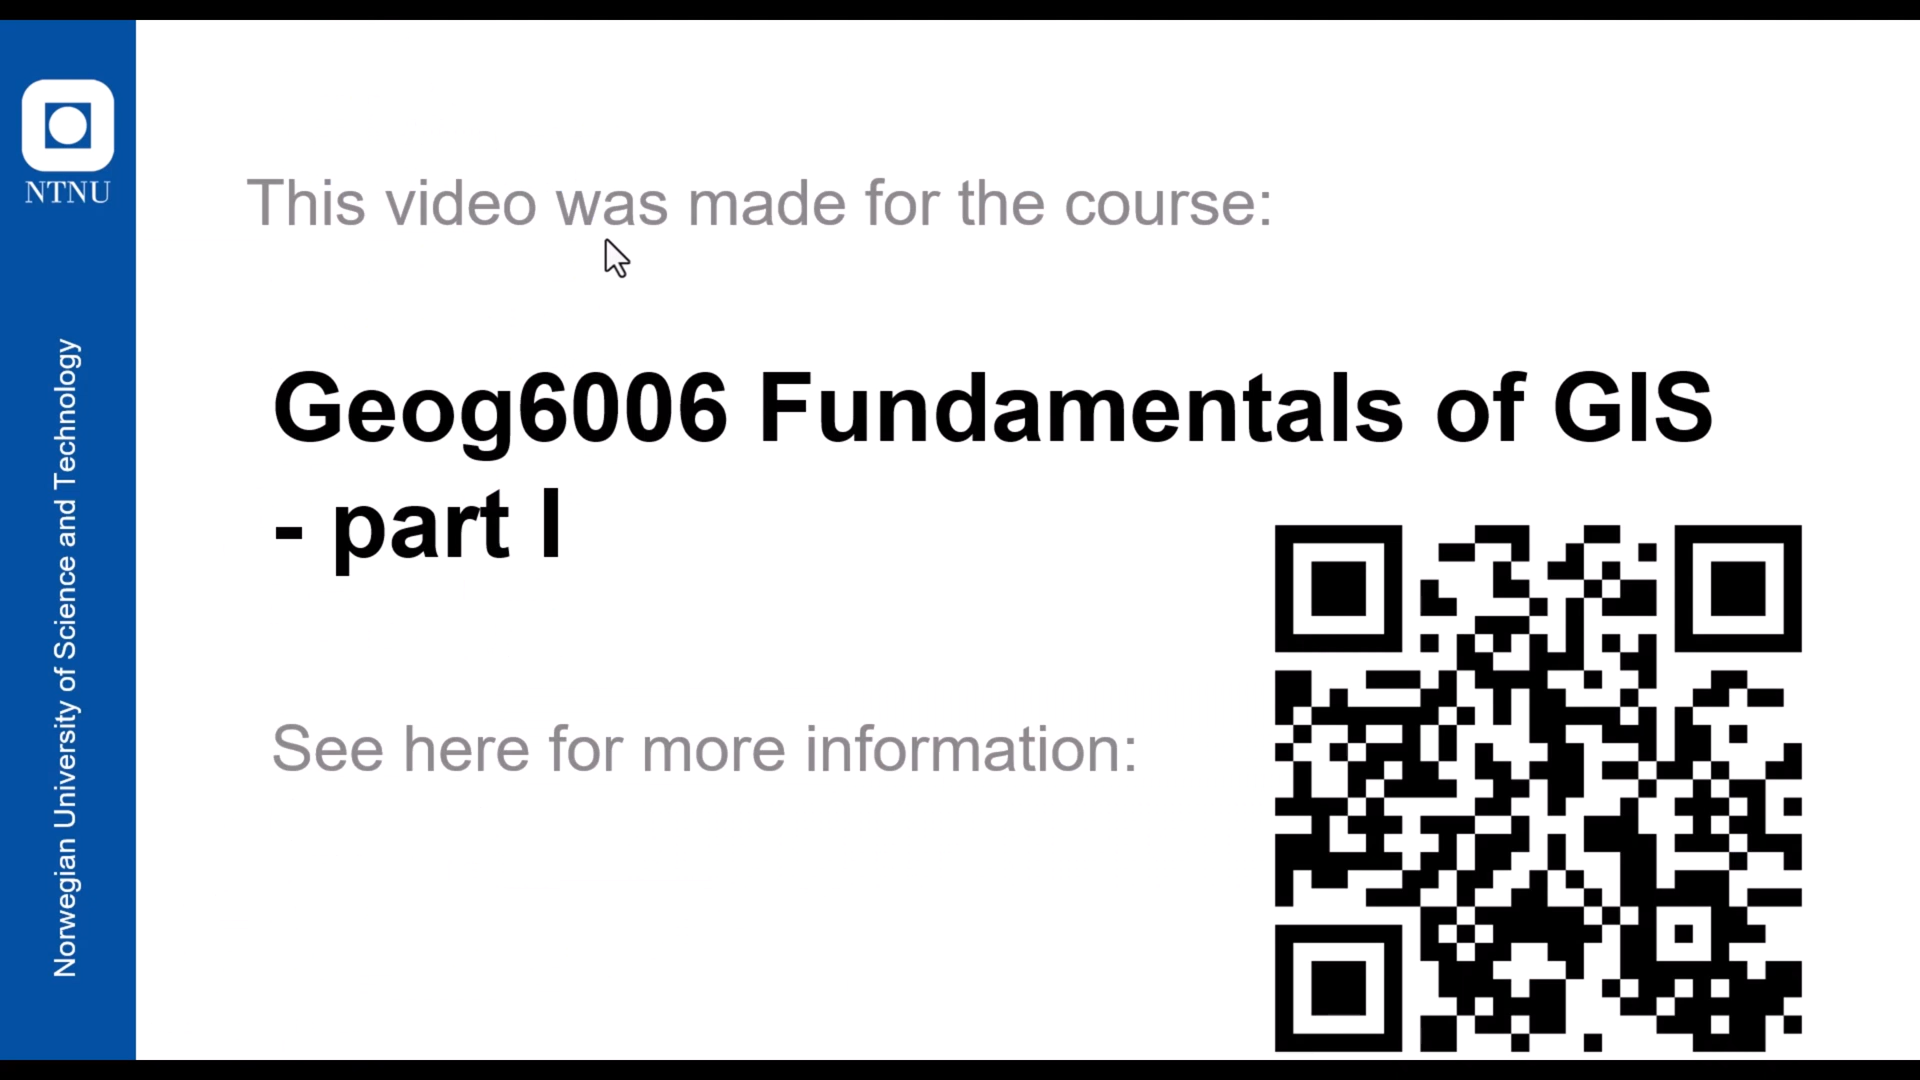 NTNU
Norwegian University of Science and Technology
This video was made for the course:
Geog6006 Fundamentals of GIS
- part I
See here for more information: